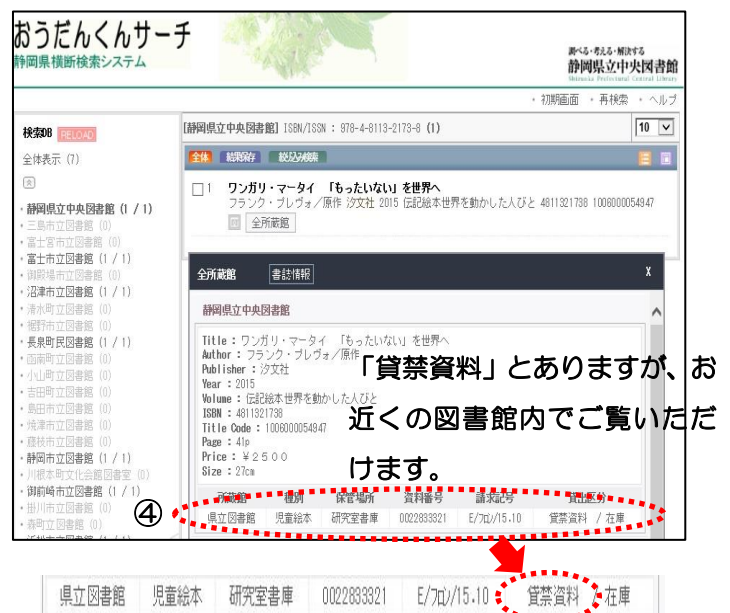 おうだんくんサーチ
静岡県横断検索システム
調べる・考える・解決する
静岡県立中央図書館
Shizuoka Prefectural Central Library
・ 初期画面 ・ 再検索 ・ ヘルプ
検索DB RELOAD
全体表示 (7)
・静岡県立中央図書館 (1 / 1)
・三島市立図書館 (0)
・富士宮市立図書館 (0)
・富士市立図書館 (1 / 1)
・御殿場市立図書館 (0)
・沼津市立図書館 (1 / 1)
・清水町立図書館 (0)
・裾野市立図書館 (0)
・長泉町民図書館 (1 / 1)
・函南町立図書館 (0)
・小山町立図書館 (0)
・吉田町立図書館 (0)
・島田市立図書館 (0)
・焼津市立図書館 (0)
・藤枝市立図書館 (0)
・静岡市立図書館 (1 / 1)
・川根本町文化会館図書室 (0)
・御前崎市立図書館 (1 / 1)
・掛川市立図書館 (0)
・森町立図書館 (0)
・浜松市立図書館 (1 / 1)
[静岡県立中央図書館] ISBN/ISSN : 978-4-8113-2173-8 (1)
10
全体 結果保存 絞込み検索
1 ワンガリ・マータイ 「もったいない」を世界へ
フランク・プレヴォ／原作 汐文社 2015 伝記絵本世界を動かした人びと 4811321738 1006000054947
全所蔵館
全所蔵館 書誌情報 X
静岡県立中央図書館
Title : ワンガリ・マータイ 「もったいない」を世界へ
Author : フランク・プレヴォ／原作
Publisher : 汐文社
Year : 2015
Volume : 伝記絵本世界を動かした人びと
ISBN : 4811321738
Title Code : 1006000054947
Page : 41p
Price : ￥２５００
Size : 27cm
「貸禁資料」とありますが、お
近くの図書館内でご覧いただ
けます。
所蔵館 種別 保管場所 資料番号 請求記号 貸出区分
④
県立図書館 児童絵本 研究室書庫 0022833321 E/フロン/15.10 貸禁資料 / 在庫
県立図書館 児童絵本 研究室書庫 0022833321 E/フロン/15.10 貸禁資料 / 在庫